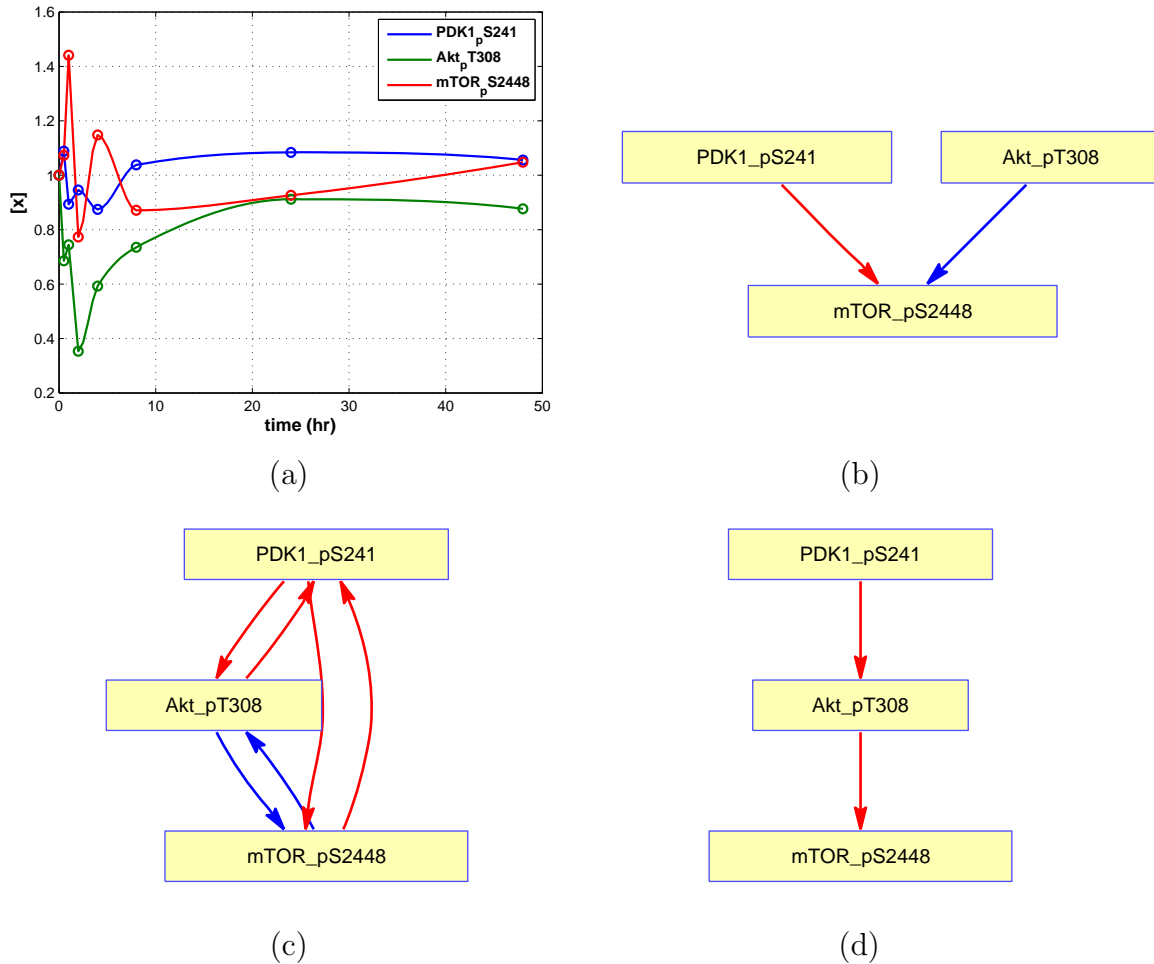 1.6
1.4
1.2
1
0.8
0.6
0.4
0.2
[x]
0 10 20 30 40 50
time (hr)
PDK1_pS241
Akt_pT308
mTOR_pS2448
(a)
PDK1_pS241
Akt_pT308
mTOR_pS2448
(b)
PDK1_pS241
Akt_pT308
mTOR_pS2448
(c)
PDK1_pS241
Akt_pT308
mTOR_pS2448
(d)